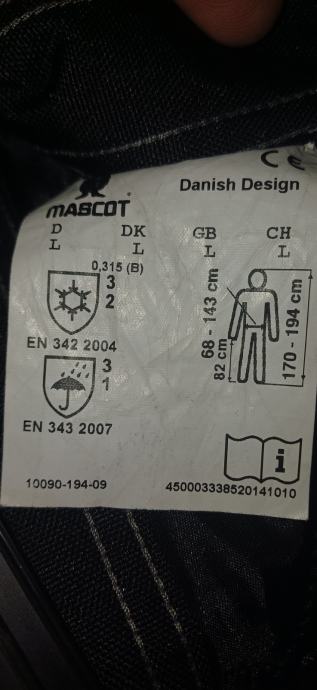 CE
MASCOT
Danish Design
D DK GB CH
L L L L
0,315 (B)
3
2
EN 342 2004
3
1
EN 343 2007
68 - 143 cm
82 cm
170 - 194 cm
i
10090-194-09
450003338520141010